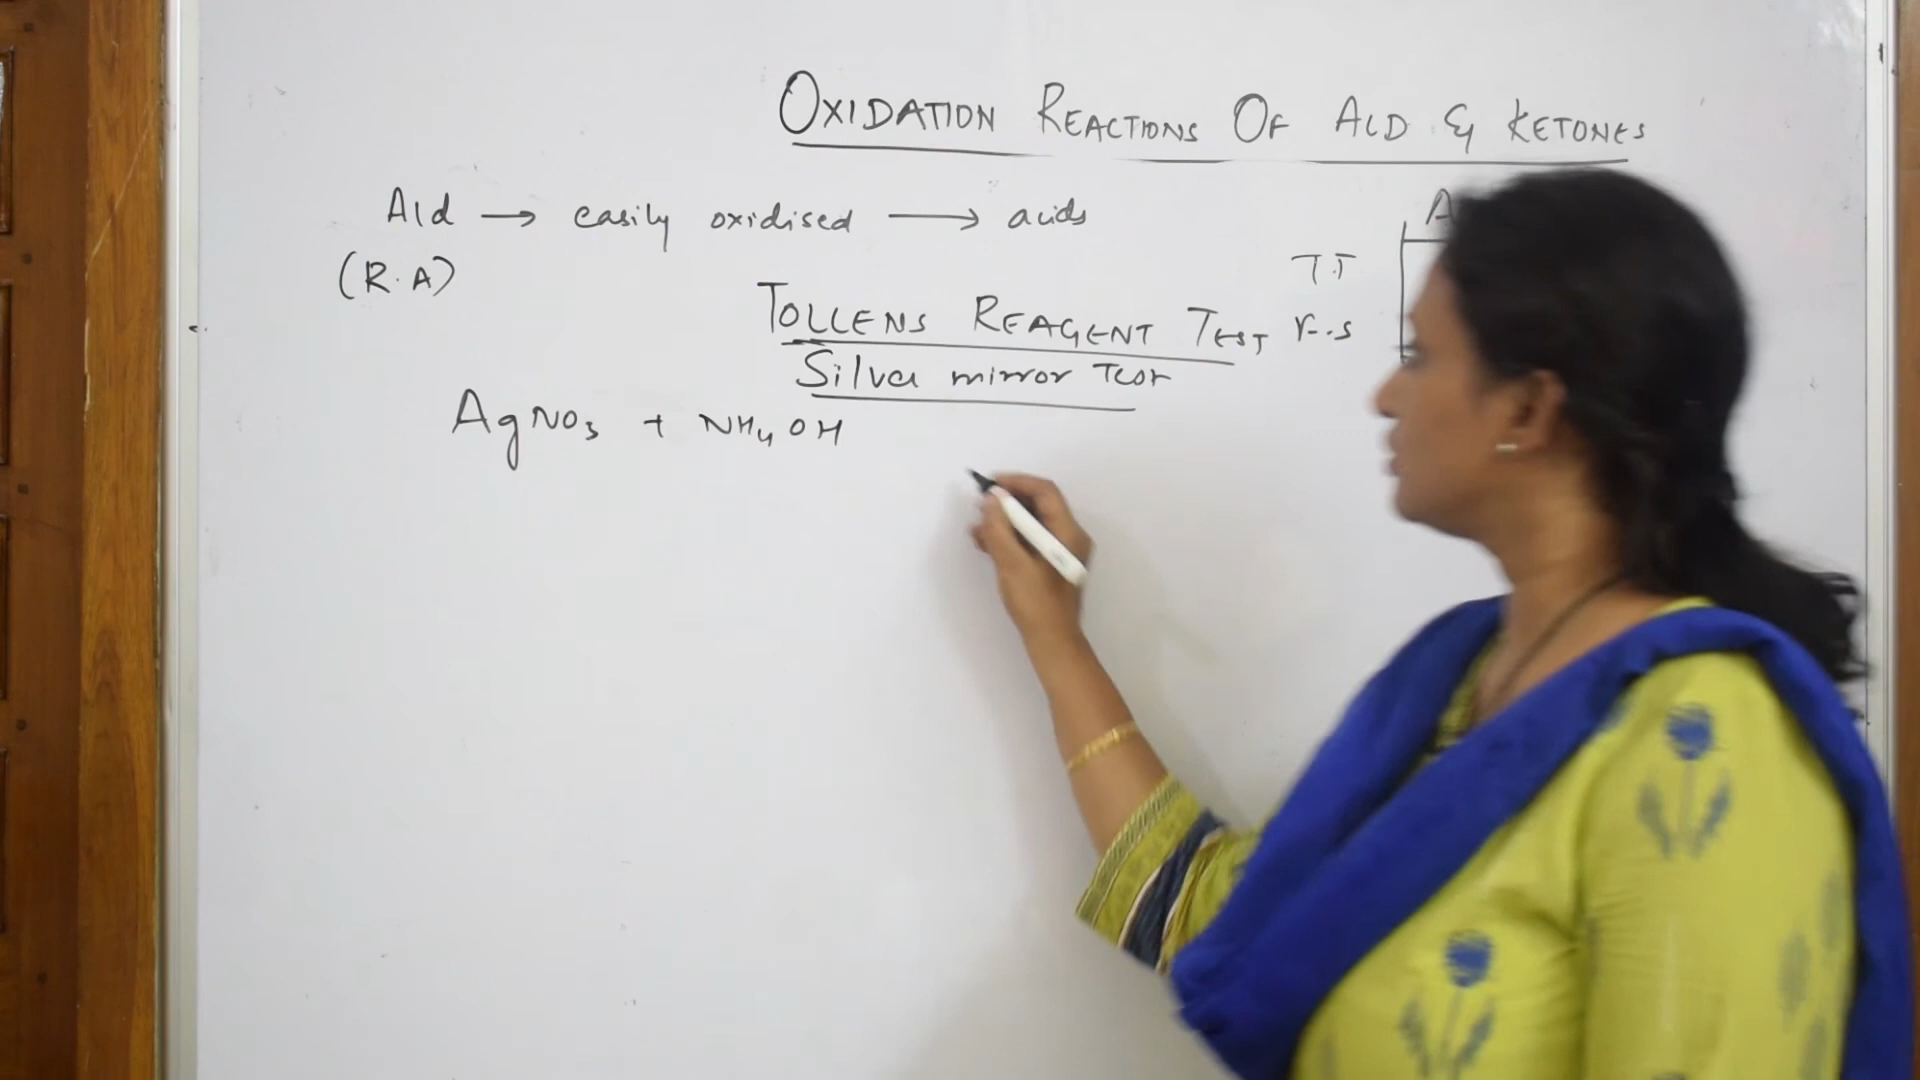 OXIDATION REACTIONS OF ALD & KETONES
Ald → easily oxidised → acids
(R.A)
A
T.T
F.S
TOLLENS REAGENT TEST
Silver mirror Test
AgNO₃ + NH₄OH